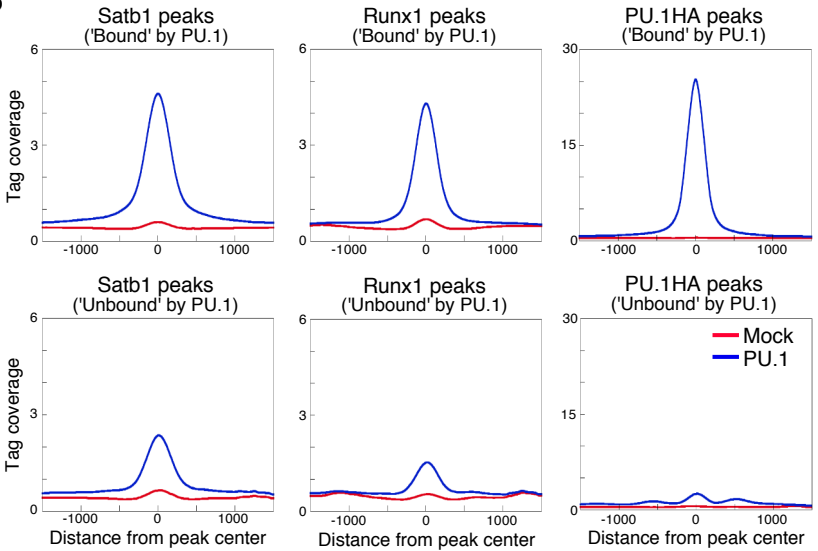 Satb1 peaks
('Bound' by PU.1)
Runx1 peaks
('Bound' by PU.1)
PU.1HA peaks
('Bound' by PU.1)
Tag coverage
6
3
0
-1000 0 1000
6
3
0
-1000 0 1000
30
15
0
-1000 0 1000
Satb1 peaks
('Unbound' by PU.1)
Runx1 peaks
('Unbound' by PU.1)
PU.1HA peaks
('Unbound' by PU.1)
Tag coverage
6
3
0
-1000 0 1000
Distance from peak center
6
3
0
-1000 0 1000
Distance from peak center
30
15
0
Mock
PU.1
-1000 0 1000
Distance from peak center